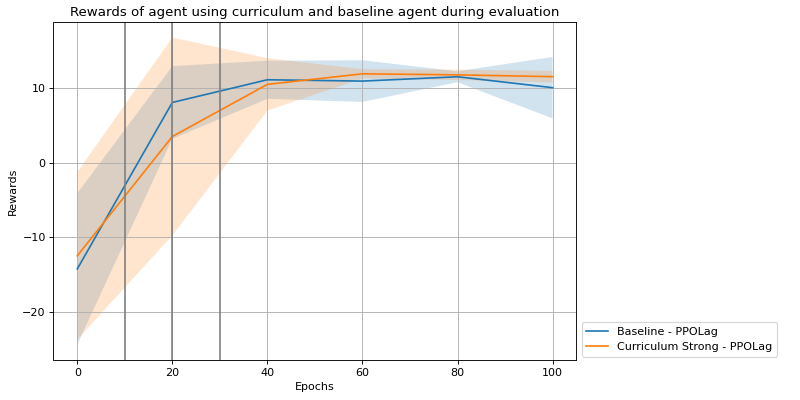 Rewards of agent using curriculum and baseline agent during evaluation
10
0
−10
−20
Rewards
0 20 40 60 80 100
Epochs
Baseline - PPOLag
Curriculum Strong - PPOLag